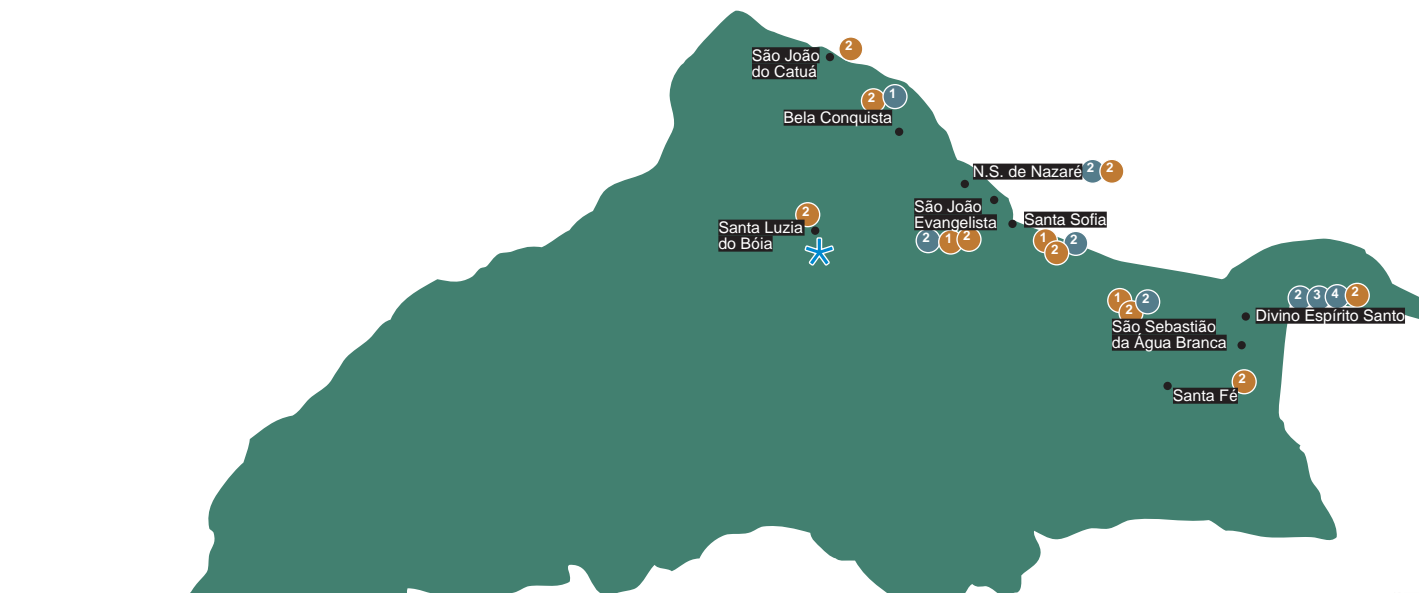 2
São João
do Catuá
2 1
Bela Conquista
N.S. de Nazaré 2 2
São João
Evangelista
2 1 2
Santa Sofia
1 2
2
2
Santa Luzia
do Bóia
1 2
2
São Sebastião
da Água Branca
2 3 4 2
Divino Espírito Santo
2
Santa Fé